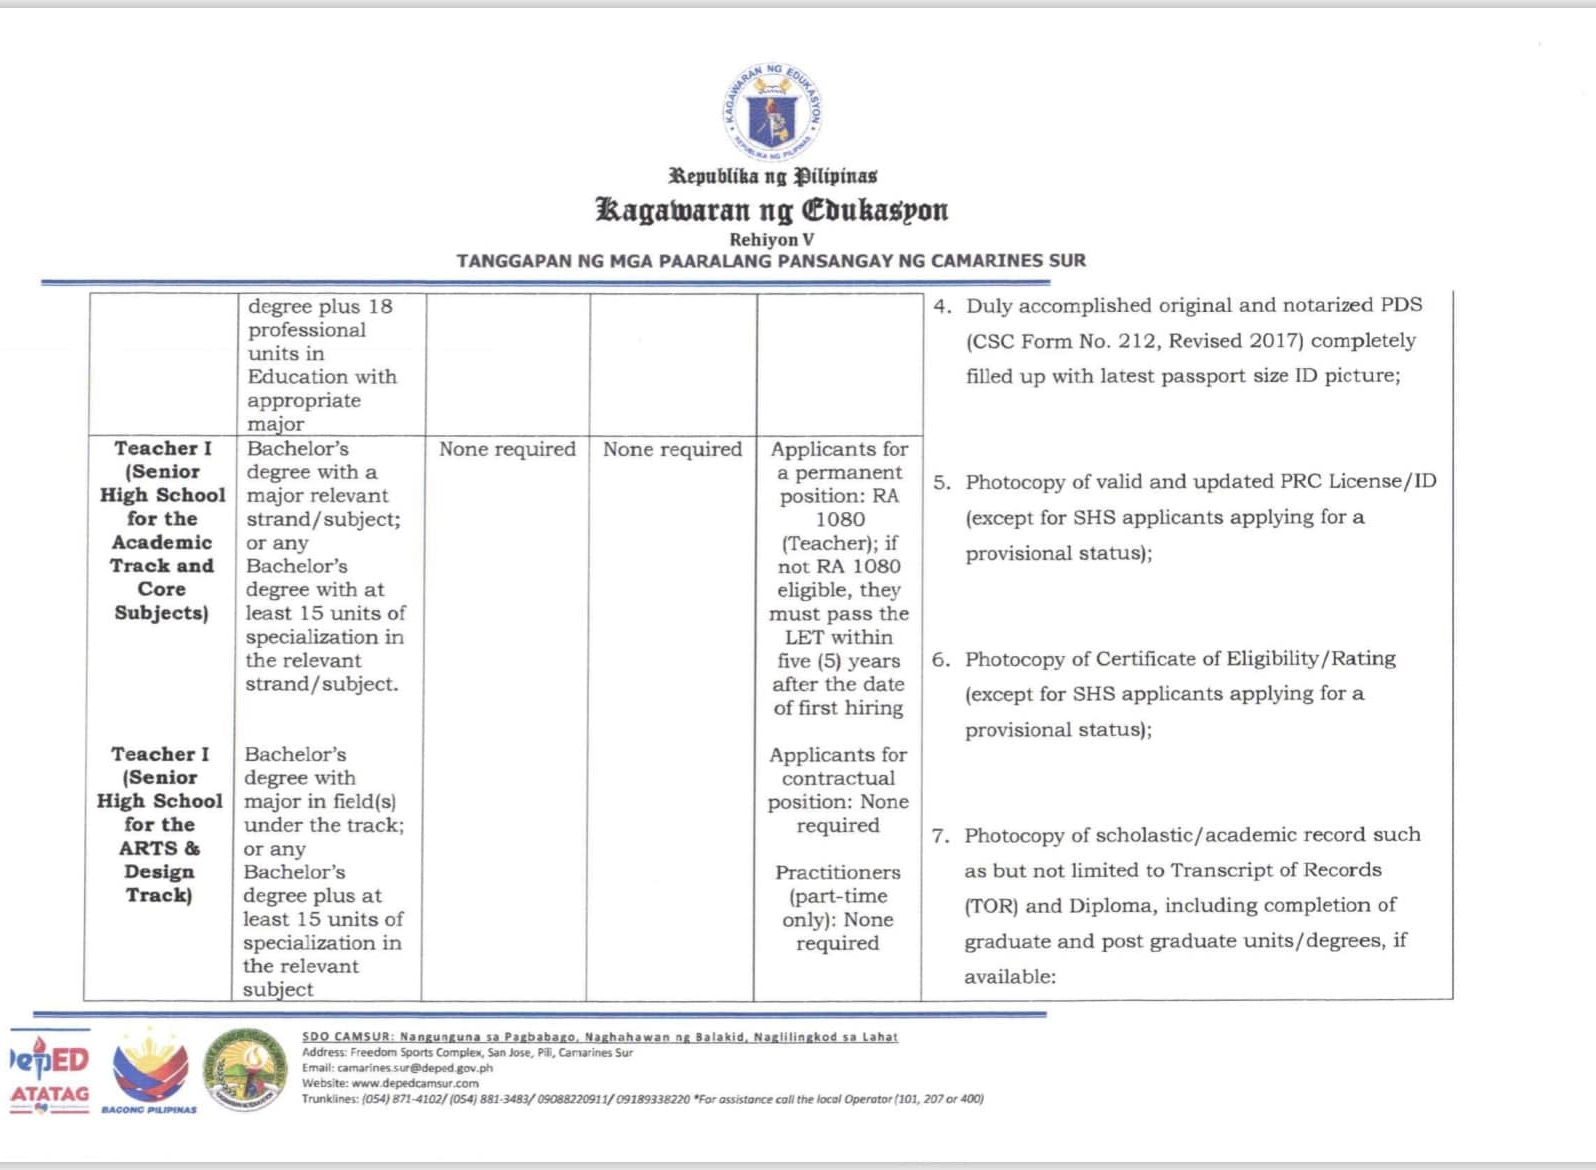 KAGAWARAN NG EDUKASYON
REPUBLIKA NG PILIPINAS
Republika ng Pilipinas
Kagawaran ng Edukasyon
Rehiyon V
TANGGAPAN NG MGA PAARALANG PANSANGAY NG CAMARINES SUR
degree plus 18
professional
units in
Education with
appropriate
major
Teacher I
(Senior
High School
for the
Academic
Track and
Core
Subjects)
Bachelor's
degree with a
major relevant
strand/subject;
or any
Bachelor's
degree with at
least 15 units of
specialization in
the relevant
strand/subject.
None required
None required
Applicants for
a permanent
position: RA
1080
(Teacher); if
not RA 1080
eligible, they
must pass the
LET within
five (5) years
after the date
of first hiring
Teacher I
(Senior
High School
for the
ARTS &
Design
Track)
Bachelor's
degree with
major in field(s)
under the track;
or any
Bachelor's
degree plus at
least 15 units of
specialization in
the relevant
subject
Applicants for
contractual
position: None
required
Practitioners
(part-time
only): None
required
4. Duly accomplished original and notarized PDS
(CSC Form No. 212, Revised 2017) completely
filled up with latest passport size ID picture;
5. Photocopy of valid and updated PRC License/ID
(except for SHS applicants applying for a
provisional status);
6. Photocopy of Certificate of Eligibility/Rating
(except for SHS applicants applying for a
provisional status);
7. Photocopy of scholastic/academic record such
as but not limited to Transcript of Records
(TOR) and Diploma, including completion of
graduate and post graduate units/degrees, if
available:
DepED
ATATAG
BAGONG PILIPINAS
SDO CAMSUR: Nangunguna sa Pagbabago, Naghahawan ng Balakid, Naglilingkod sa Lahat
Address: Freedom Sports Complex, San Jose, Pili, Camarines Sur
Email: camarines.sur@deped.gov.ph
Website: www.depedcamsur.com
Trunklines: (054) 871-4102/ (054) 881-3483/ 09088220911/ 09189338220 *For assistance call the local Operator (101, 207 or 400)